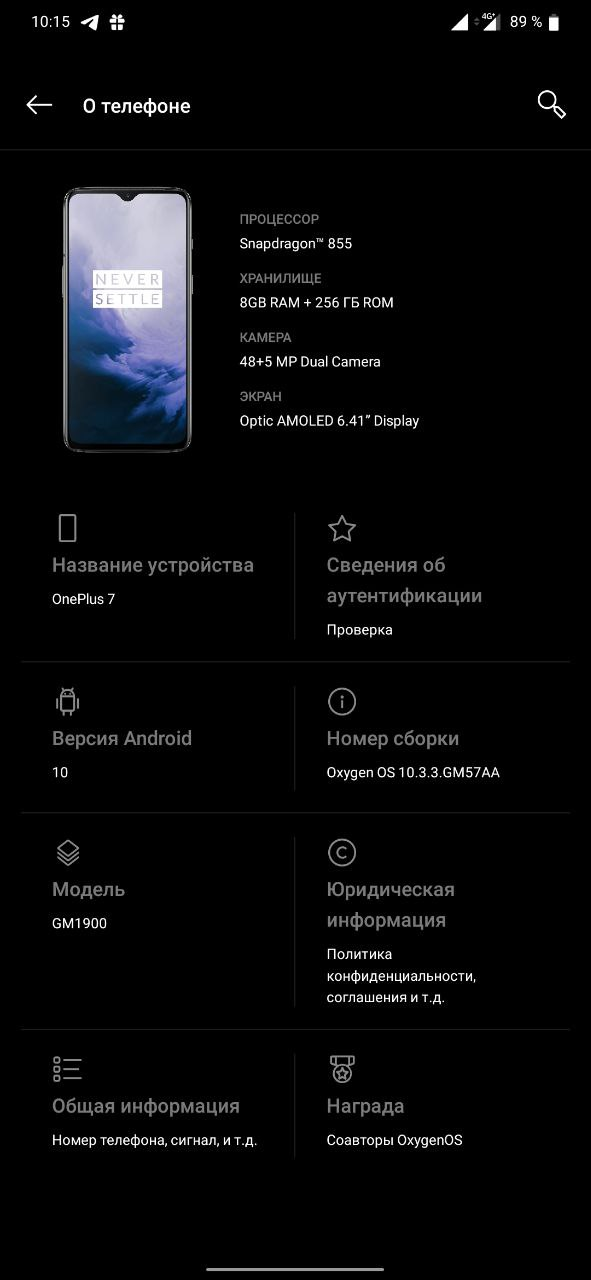 10:15
4G+
89 %
О телефоне
NEVER
SETTLE
ПРОЦЕССОР
Snapdragon™ 855
ХРАНИЛИЩЕ
8GB RAM + 256 ГБ ROM
КАМЕРА
48+5 MP Dual Camera
ЭКРАН
Optic AMOLED 6.41” Display
Название устройства
OnePlus 7
Сведения об
аутентификации
Проверка
Версия Android
10
Номер сборки
Oxygen OS 10.3.3.GM57AA
Модель
GM1900
Юридическая
информация
Политика
конфиденциальности,
соглашения и т.д.
Общая информация
Номер телефона, сигнал, и т.д.
Награда
Соавторы OxygenOS